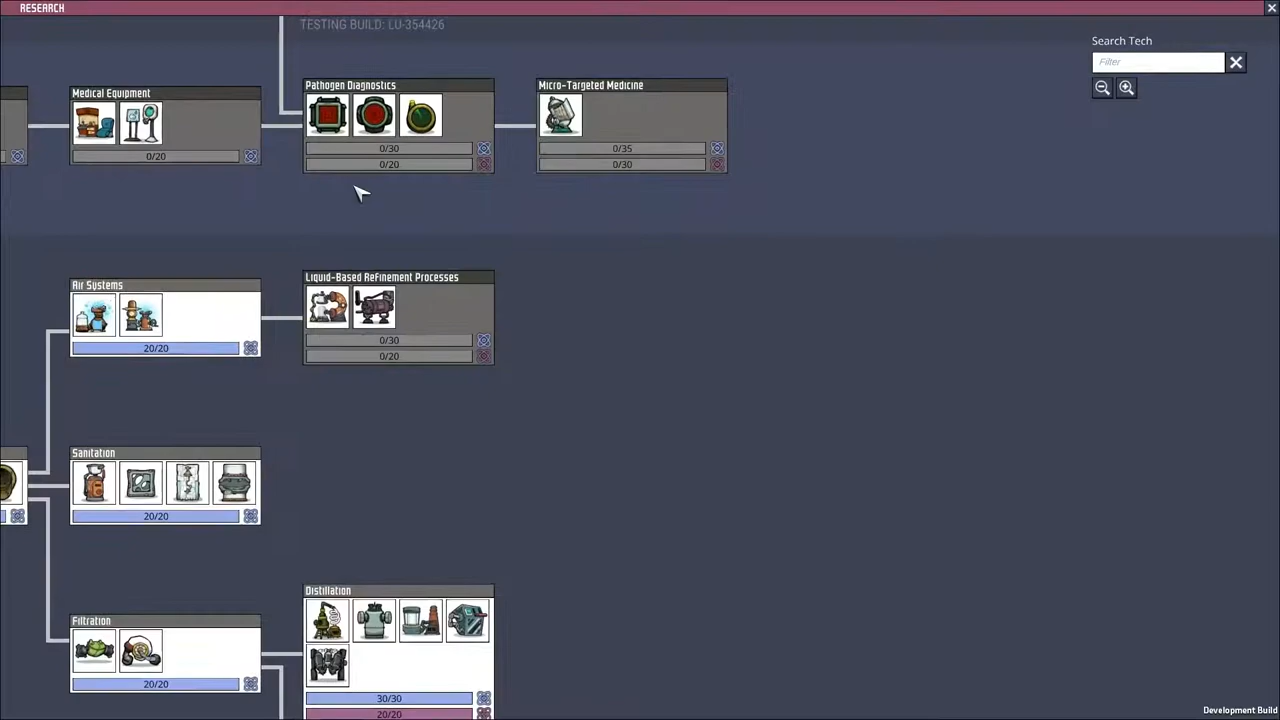 RESEARCH
TESTING BUILD: LU-354426
Search Tech
Filter
Medical Equipment
0/20
Pathogen Diagnostics
0/30
0/20
Micro-Targeted Medicine
0/35
0/30
Air Systems
20/20
Liquid-Based Refinement Processes
0/30
0/20
Sanitation
20/20
Filtration
20/20
Distillation
30/30
20/20
Development Build